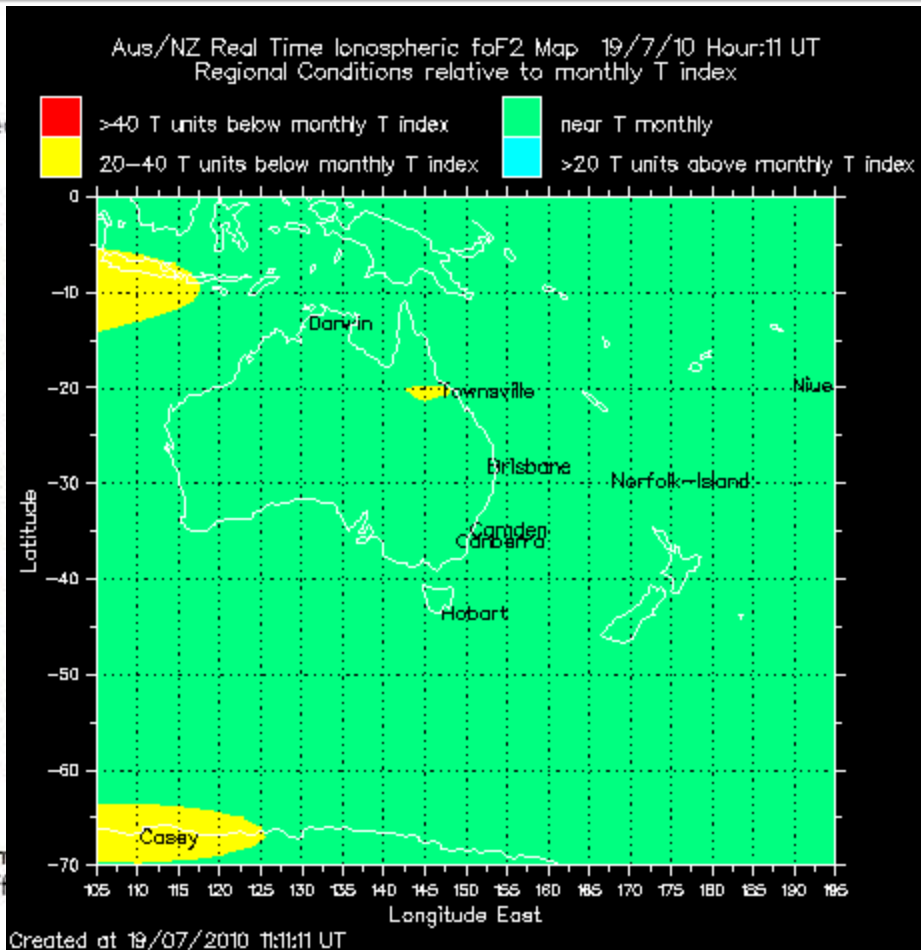 Aus/NZ Real Time Ionospheric foF2 Map 19/7/10 Hour:11 UT
Regional Conditions relative to monthly T index
>40 T units below monthly T index
near T monthly
20-40 T units below monthly T index
>20 T units above monthly T index
0
-10
Darwin
-20
Townsville
Niue
Brisbane
-30
Norfolk-Island
Camden
Canberra
Latitude
-40
Hobart
-50
-60
Casey
-70
105 110 115 120 125 130 135 140 145 150 155 160 165 170 175 180 185 190 195
Longitude East
Created at 19/07/2010 11:11:11 UT